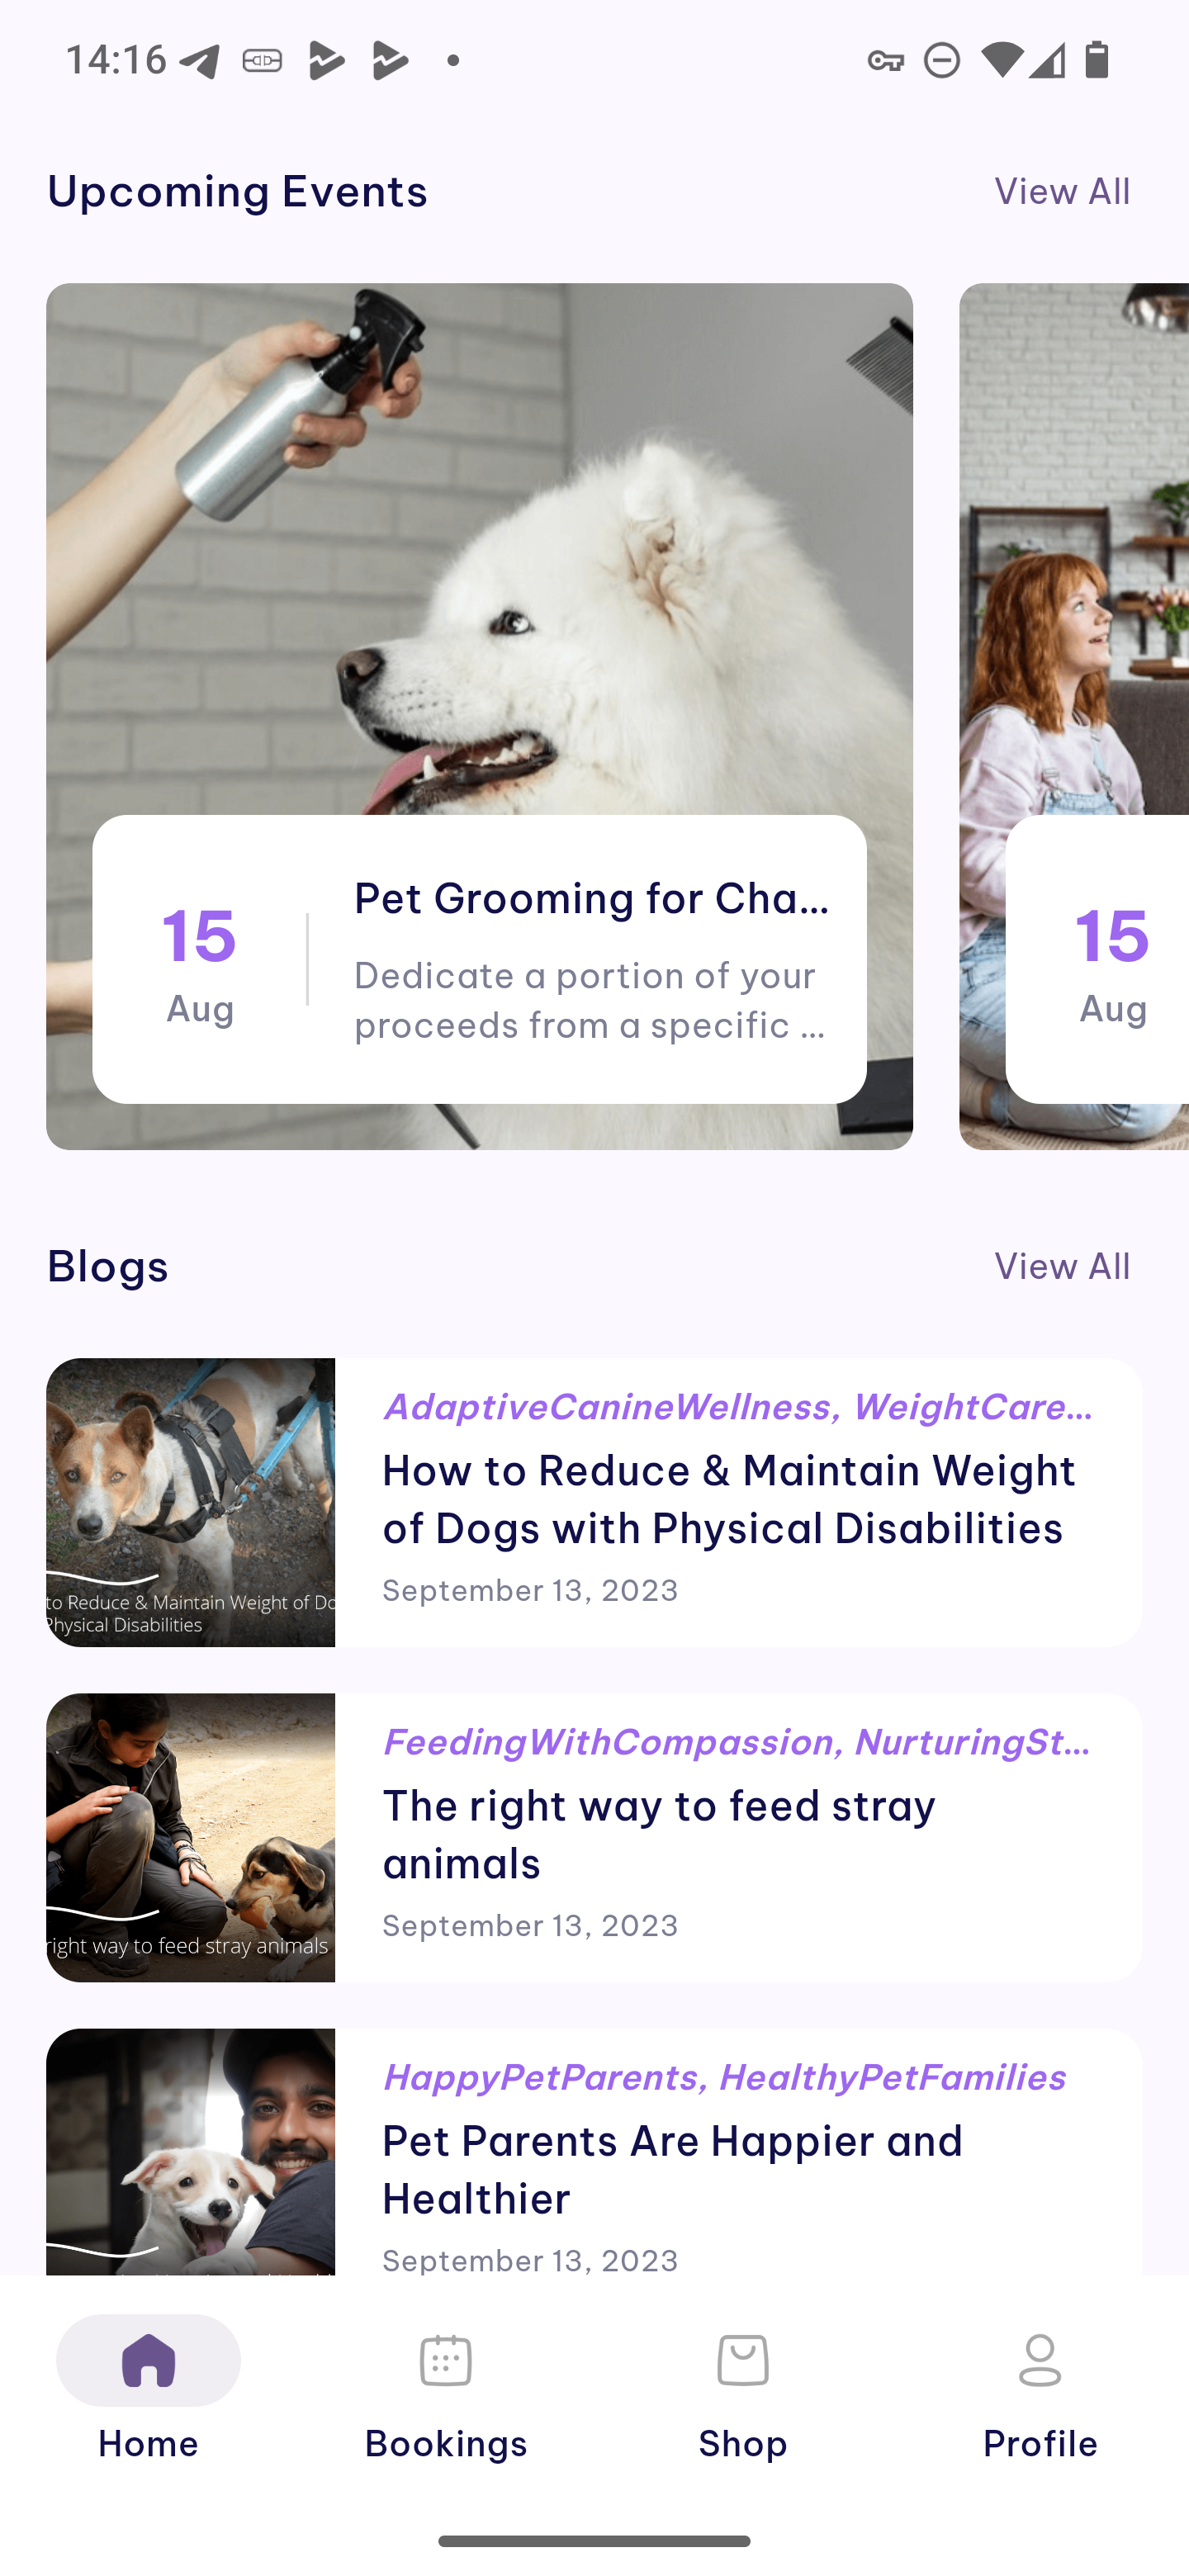 14:16
Upcoming Events
View All
15
Aug
Pet Grooming for Cha...
Dedicate a portion of your
proceeds from a specific ...
15
Aug
Blogs
View All
AdaptiveCanineWellness, WeightCare...
How to Reduce & Maintain Weight
of Dogs with Physical Disabilities
September 13, 2023
to Reduce & Maintain Weight of Do
Physical Disabilities
FeedingWithCompassion, NurturingSt...
The right way to feed stray
animals
September 13, 2023
right way to feed stray animals
HappyPetParents, HealthyPetFamilies
Pet Parents Are Happier and
Healthier
September 13, 2023
Home
Bookings
Shop
Profile